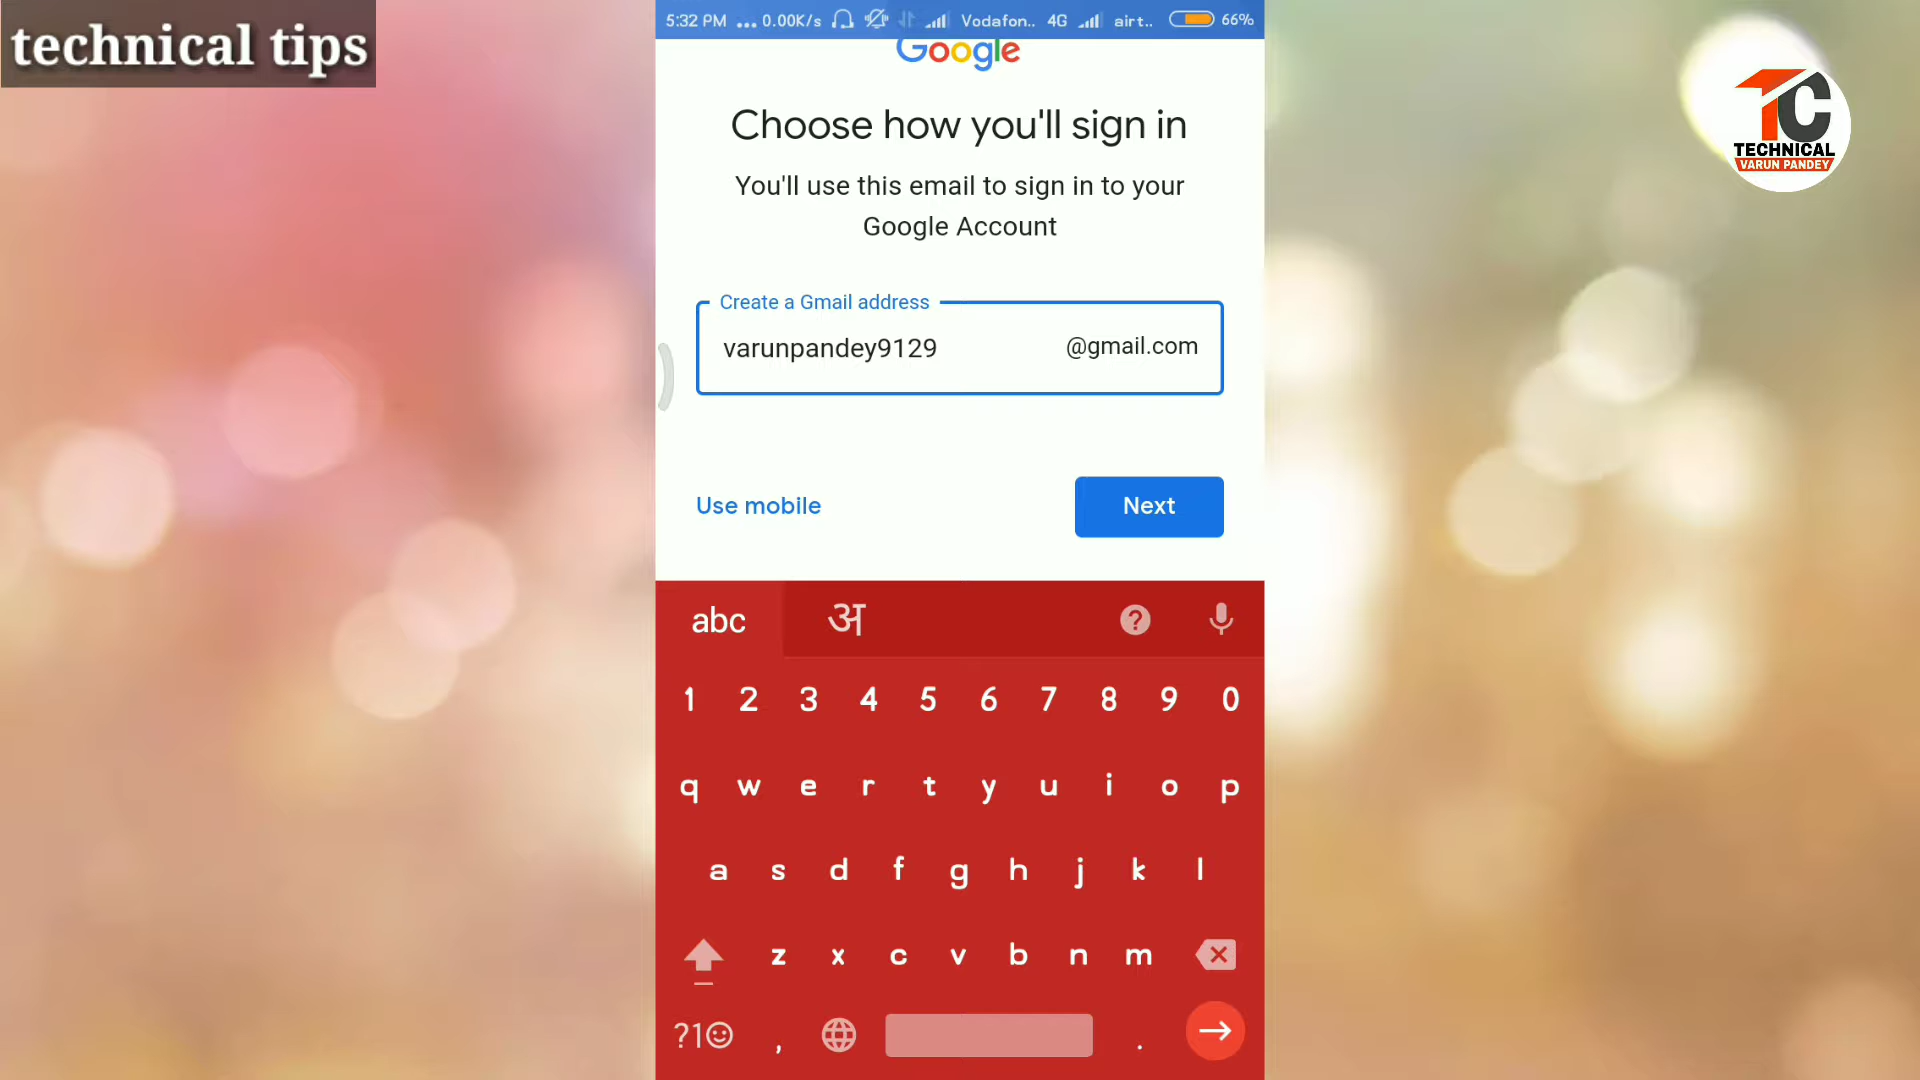 technical tips
5:32 PM ... 0.00K/s Vodafon.. 4G airt.. 66%
Google
Choose how you'll sign in
You'll use this email to sign in to your
Google Account
Create a Gmail address
varunpandey9129 @gmail.com
Use mobile Next
abc अ ?
1 2 3 4 5 6 7 8 9 0
q w e r t y u i o p
a s d f g h j k l
z x c v b n m
?1☺ , .
TC
TECHNICAL
VARUN PANDEY